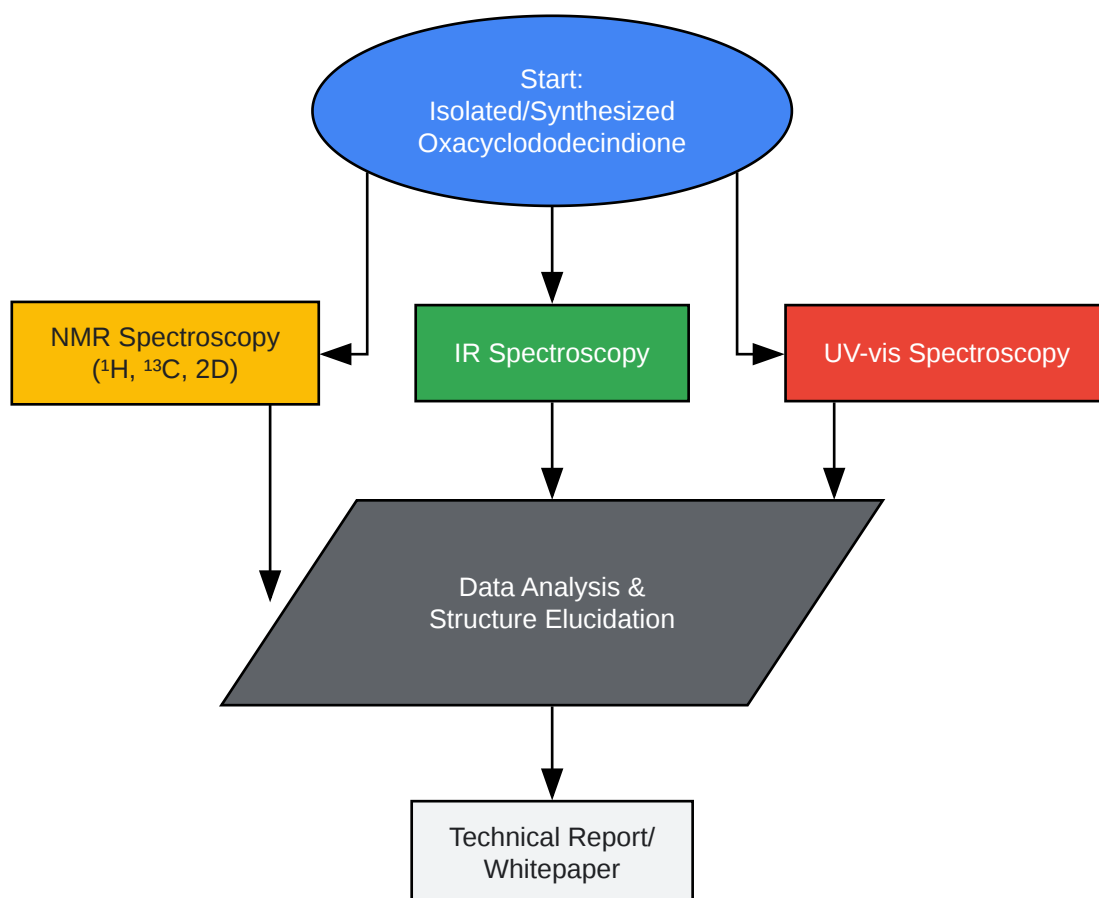 Start:
Isolated/Synthesized
Oxacyclododecindione
NMR Spectroscopy
(¹H, ¹³C, 2D)
IR Spectroscopy
UV-vis Spectroscopy
Data Analysis &
Structure Elucidation
Technical Report/
Whitepaper